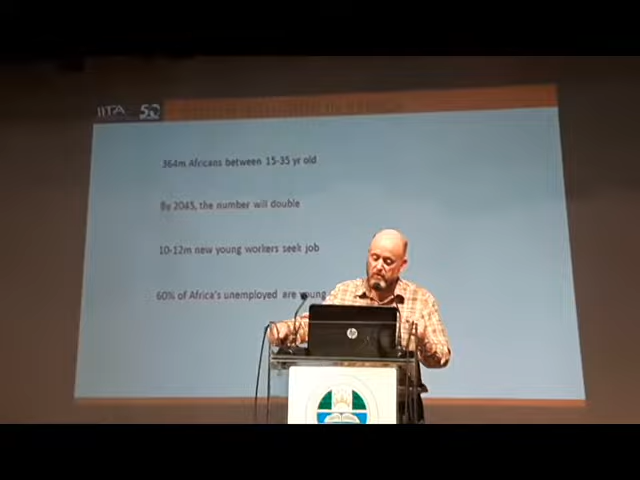 IITA 50
364m Africans between 15-35 yr old
By 2045, the number will double
10-12m new young workers seek job
60% of Africa's unemployed are young
hp